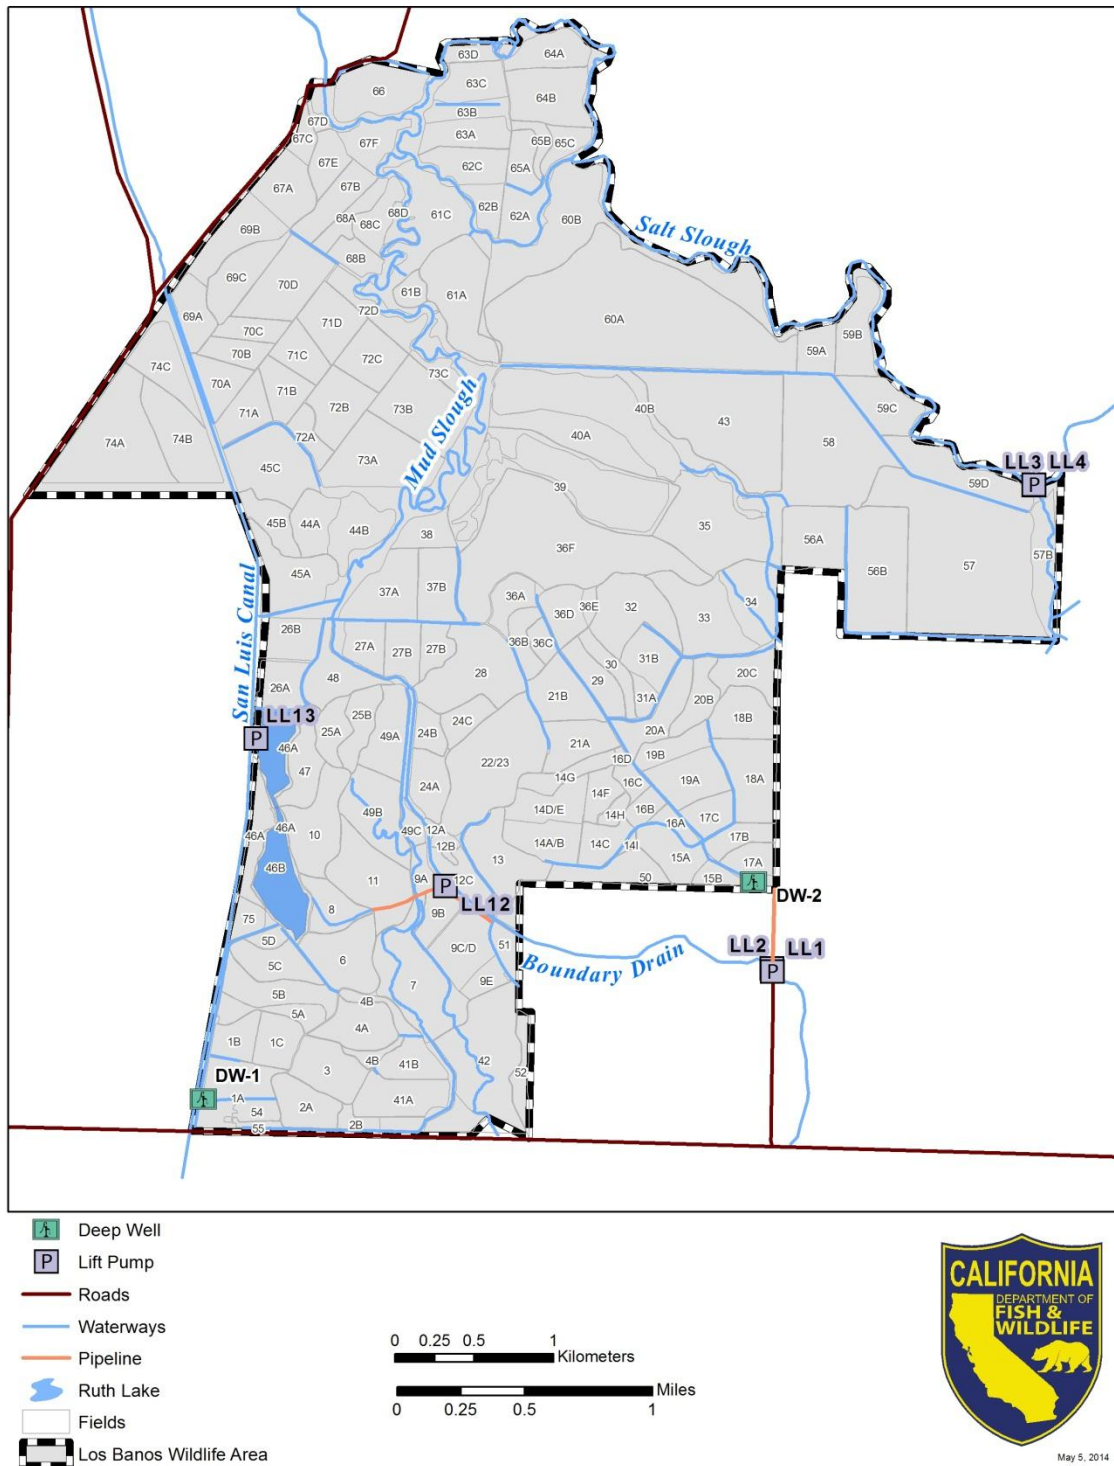 63D
64A
66
63C
64B
63B
67D
67C
67F
63A
65B
65C
67E
62C
65A
67A
67B
68A
68D
68C
61C
62B
62A
60B
69B
Salt Slough
68B
69C
70D
61B
61A
69A
72D
60A
70C
71D
59B
59A
74C
70B
71C
72C
73C
70A
71B
72B
73B
40B
43
59C
71A
Mud Slough
74A
74B
72A
40A
58
45C
73A
LL3
LL4
P
39
59D
45B
44A
44B
38
35
56A
36F
57B
45A
56B
57
San Luis Canal
37A
37B
36A
36D
36E
32
34
33
26B
27A
27B
27B
36B
36C
30
31B
48
28
29
20C
26A
21B
31A
20B
LL13
P
25B
24C
20A
18B
46A
25A
49A
24B
21A
19B
16D
47
22/23
14G
16C
19A
18A
24A
14F
49B
14D/E
16B
14H
17C
46A
46A
10
49C
12A
16A
17B
12B
14A/B
14C
14I
15A
46B
13
17A
11
9A
P
12C
50
15B
DW-2
LL12
8
9B
75
5D
9C/D
51
LL2
LL1
P
5C
6
Boundary Drain
7
9E
5B
4B
5A
4A
1B
1C
4B
41B
42
DW-1
3
52
1A
54
2A
41A
55
2B
Deep Well
P Lift Pump
Roads
Waterways
Pipeline
Ruth Lake
Fields
Los Banos Wildlife Area
0 0.25 0.5 1
Kilometers
Miles
0 0.25 0.5 1
CALIFORNIA
DEPARTMENT OF
FISH &
WILDLIFE
May 5, 2014